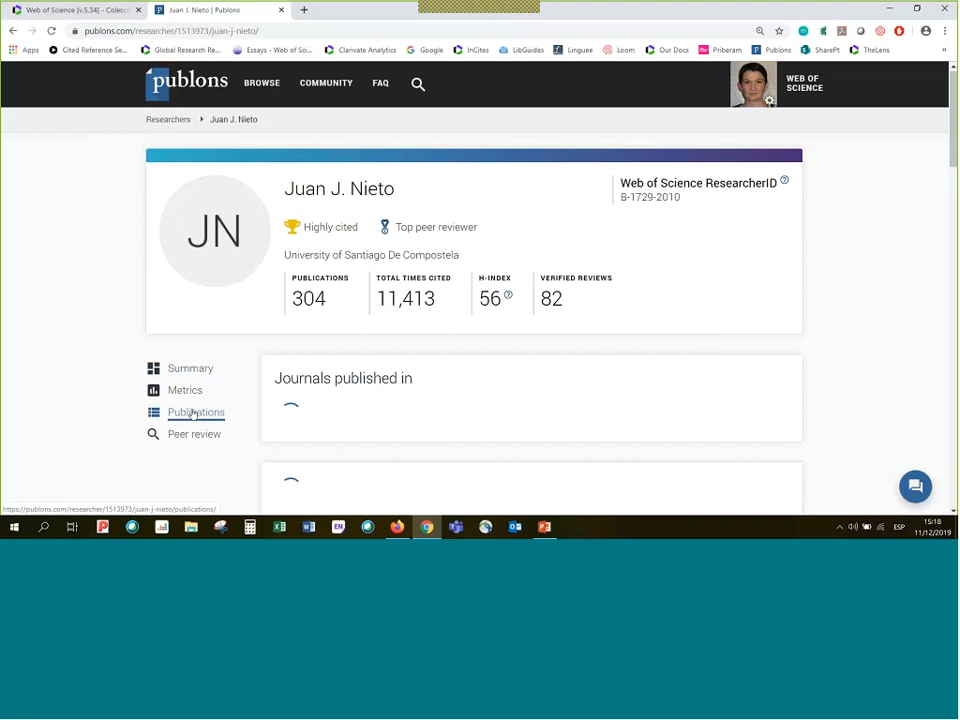 Web of Science [v.5.34] - Colecc
Juan J. Nieto | Publons
publons.com/researcher/1513973/juan-j-nieto/
Apps
Cited Reference Se...
Global Research Re...
Essays - Web of Sci...
Clarivate Analytics
Google
InCites
LibGuides
Linguee
Loom
Our Docs
Priberam
Publons
SharePt
TheLens
publons
BROWSE
COMMUNITY
FAQ
WEB OF
SCIENCE
Researchers
Juan J. Nieto
JN
Juan J. Nieto
Web of Science ResearcherID
B-1729-2010
Highly cited
Top peer reviewer
University of Santiago De Compostela
PUBLICATIONS
TOTAL TIMES CITED
H-INDEX
VERIFIED REVIEWS
304
11,413
56
82
Summary
Metrics
Publications
Peer review
Journals published in
https://publons.com/researcher/1513973/juan-j-nieto/publications/
EN
ESP
15:18
11/12/2019